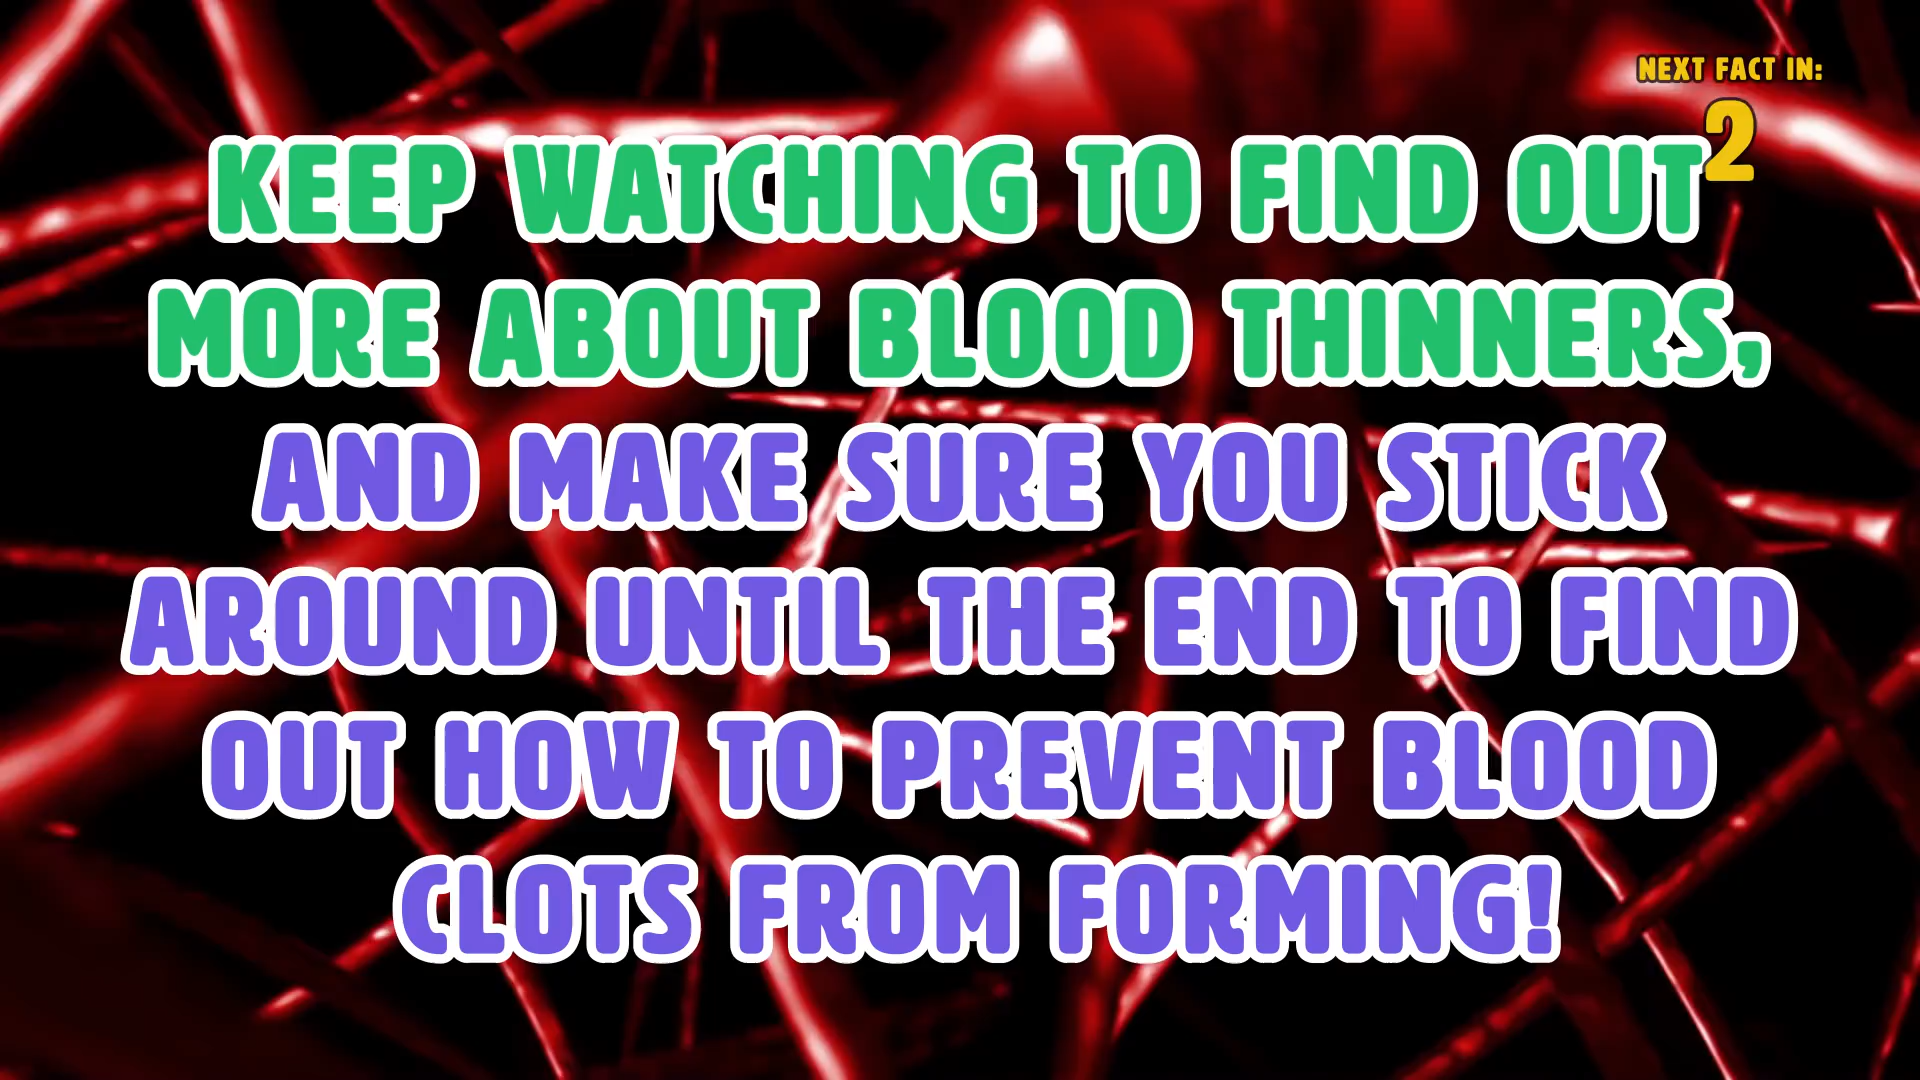 NEXT FACT IN:
2
KEEP WATCHING TO FIND OUT
MORE ABOUT BLOOD THINNERS,
AND MAKE SURE YOU STICK
AROUND UNTIL THE END TO FIND
OUT HOW TO PREVENT BLOOD
CLOTS FROM FORMING!